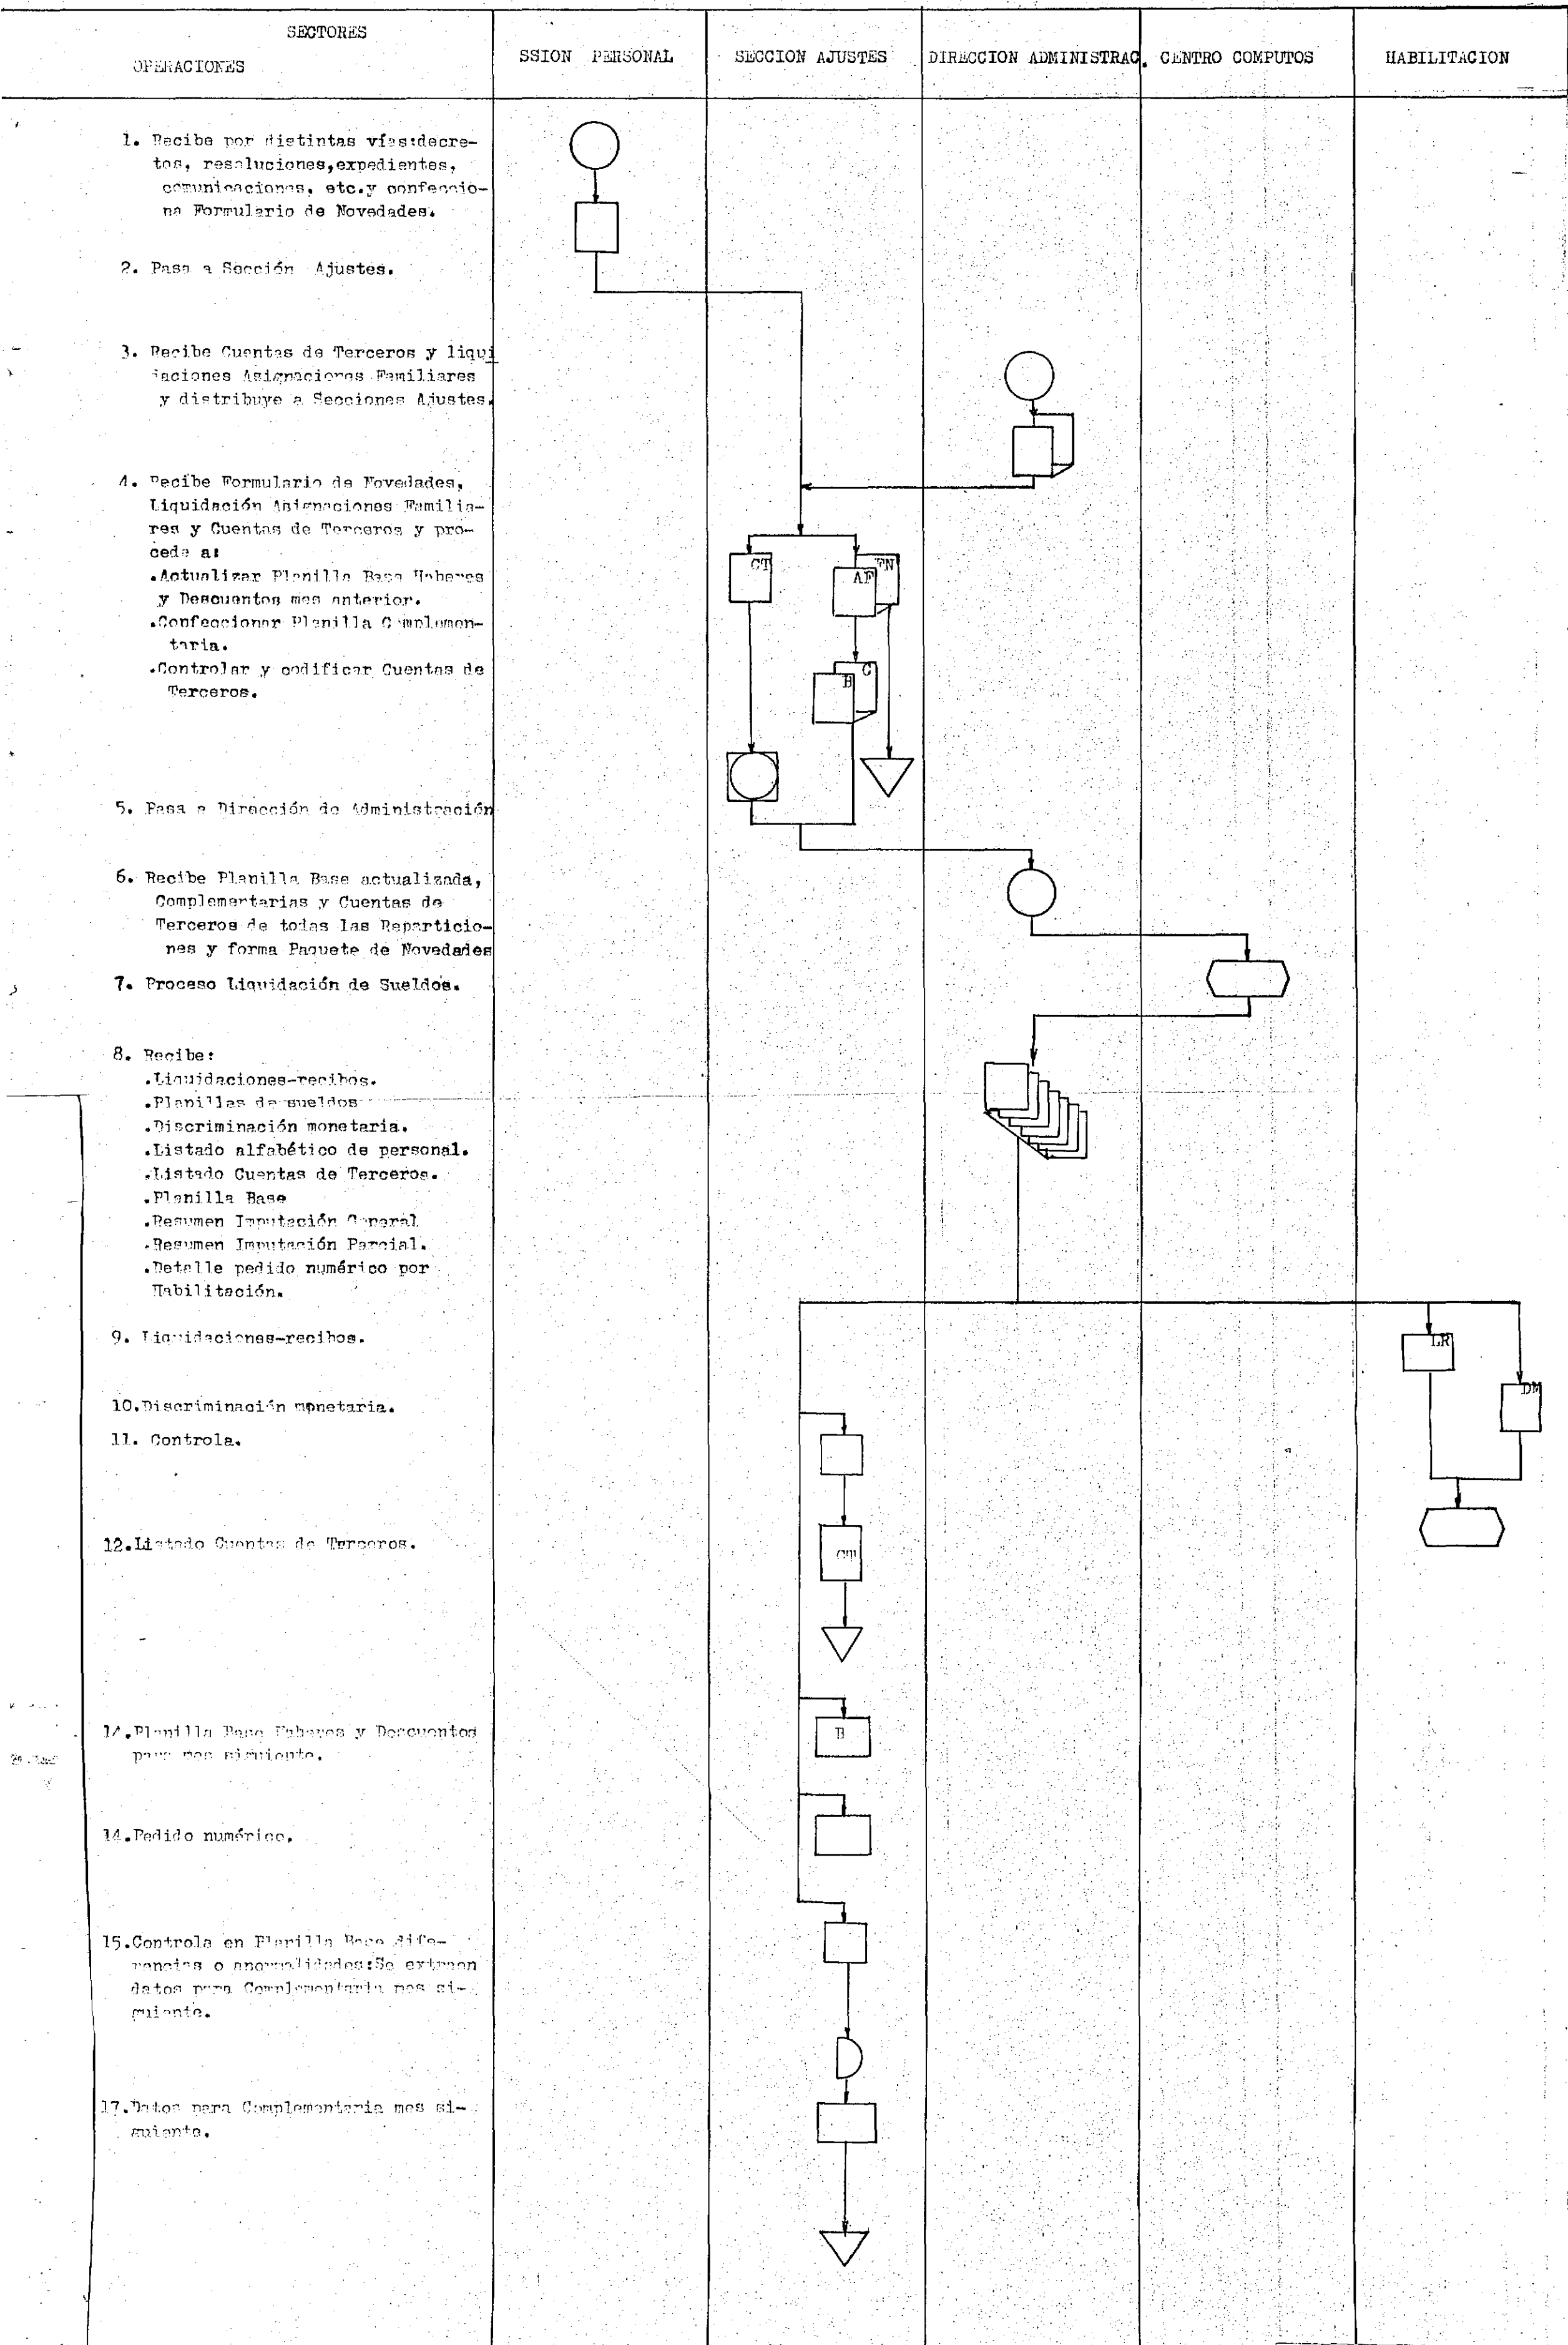 SECTORES
OPERACIONES
SSION PERSONAL
SECCION AJUSTES
DIRECCION ADMINISTRAC.
CENTRO COMPUTOS
HABILITACION
1. Recibe por distintas vías:decre-
tos, resoluciones,expedientes,
comunicaciones, etc.y confeccio-
na Formulario de Novedades.
2. Pasa a Sección Ajustes.
3. Recibe Cuentas de Terceros y liqui
daciones Asignaciones Familiares
y distribuye a Secciones Ajustes.
4. Recibe Formulario de Novedades,
Liquidación Asignaciones Familia-
res y Cuentas de Terceros y pro-
cede a:
.Actualizar Planilla Base Haberes
y Descuentos mes anterior.
.Confeccionar Planilla Complemen-
taria.
.Controlar y codificar Cuentas de
Terceros.
CT
AF
FN
B
C
5. Pasa a Dirección de Administración
6. Recibe Planilla Base actualizada,
Complementarias y Cuentas de
Terceros de todas las Reparticio-
nes y forma Paquete de Novedades
7. Proceso Liquidación de Sueldos.
8. Recibe:
.Liquidaciones-recibos.
.Planillas de sueldos
.Discriminación monetaria.
.Listado alfabético de personal.
.Listado Cuentas de Terceros.
.Planilla Base
.Resumen Imputación General
.Resumen Imputación Parcial.
.Detalle pedido numérico por
Habilitación.
9. Liquidaciones-recibos.
LR
DM
10.Discriminación monetaria.
11. Controla.
12.Listado Cuentas de Terceros.
CT
14.Planilla Base Haberes y Descuentos
para mes siguiente.
B
14.Pedido numérico.
15.Controla en Planilla Base dife-
rencias o anormalidades:Se extraen
datos para Complementaria mes si-
guiente.
17.Datos para Complementaria mes si-
guiente.